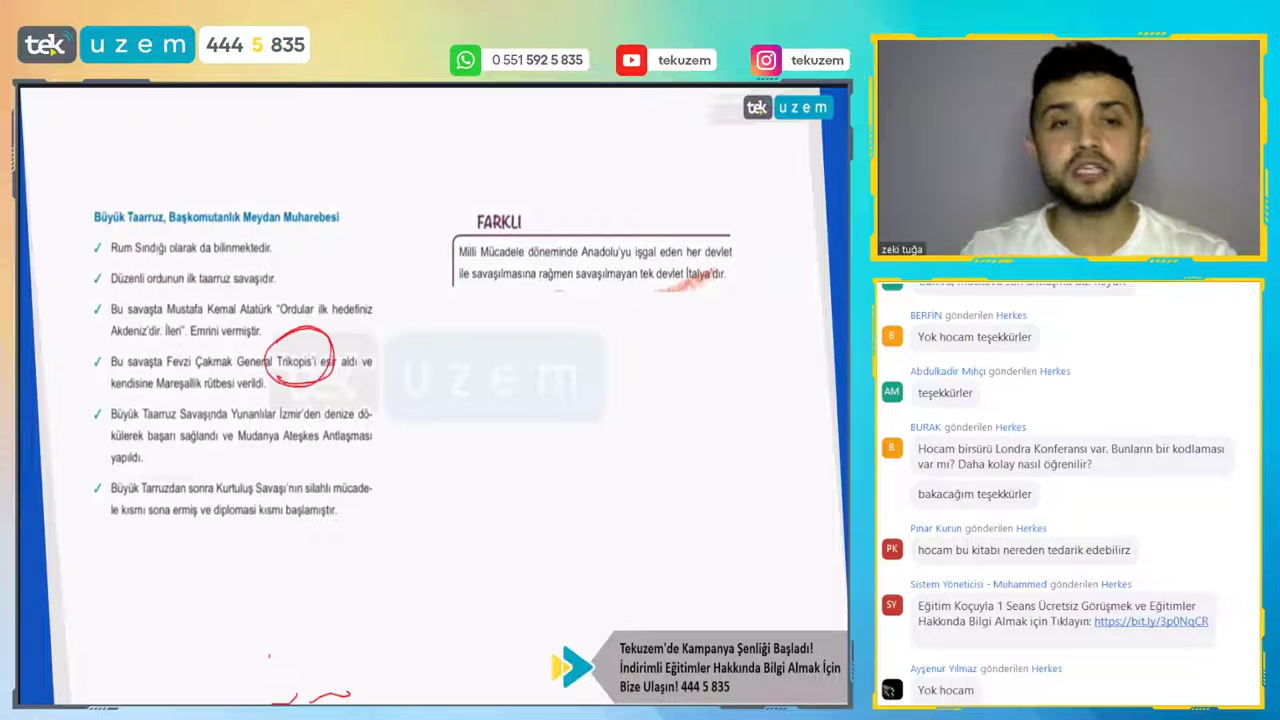 tek uzem 444 5 835
0 551 592 5 835
tekuzem
tekuzem
tek uzem
Büyük Taarruz, Başkomutanlık Meydan Muharebesi
✓ Rum Sındığı olarak da bilinmektedir.
✓ Düzenli ordunun ilk taarruz savaşıdır.
✓ Bu savaşta Mustafa Kemal Atatürk “Ordular ilk hedefiniz
Akdeniz’dir. İleri”. Emrini vermiştir.
✓ Bu savaşta Fevzi Çakmak General Trikopis’i esir aldı ve
kendisine Mareşallik rütbesi verildi.
✓ Büyük Taarruz Savaşında Yunanlılar İzmir’den denize dö-
külerek başarı sağlandı ve Mudanya Ateşkes Antlaşması
yapıldı.
✓ Büyük Tarruzdan sonra Kurtuluş Savaşı’nın silahlı mücade-
le kısmı sona ermiş ve diplomasi kısmı başlamıştır.
FARKLI
Milli Mücadele döneminde Anadolu’yu işgal eden her devlet
ile savaşılmasına rağmen savaşılmayan tek devlet İtalya’dır.
uzem
Tekuzem'de Kampanya Şenliği Başladı!
İndirimli Eğitimler Hakkında Bilgi Almak İçin
Bize Ulaşın! 444 5 835
zeki tuğa
BERFİN gönderilen Herkes
B
Yok hocam teşekkürler
Abdulkadir Mıhçı gönderilen Herkes
AM
teşekkürler
BURAK gönderilen Herkes
B
Hocam birsürü Londra Konferansı var. Bunların bir kodlaması
var mı? Daha kolay nasıl öğrenilir?
bakacağım teşekkürler
Pınar Kurun gönderilen Herkes
PK
hocam bu kitabı nereden tedarik edebilirz
Sistem Yöneticisi - Muhammed gönderilen Herkes
SY
Eğitim Koçuyla 1 Seans Ücretsiz Görüşmek ve Eğitimler
Hakkında Bilgi Almak için Tıklayın: https://bit.ly/3p0NqCR
Ayşenur Yılmaz gönderilen Herkes
Yok hocam